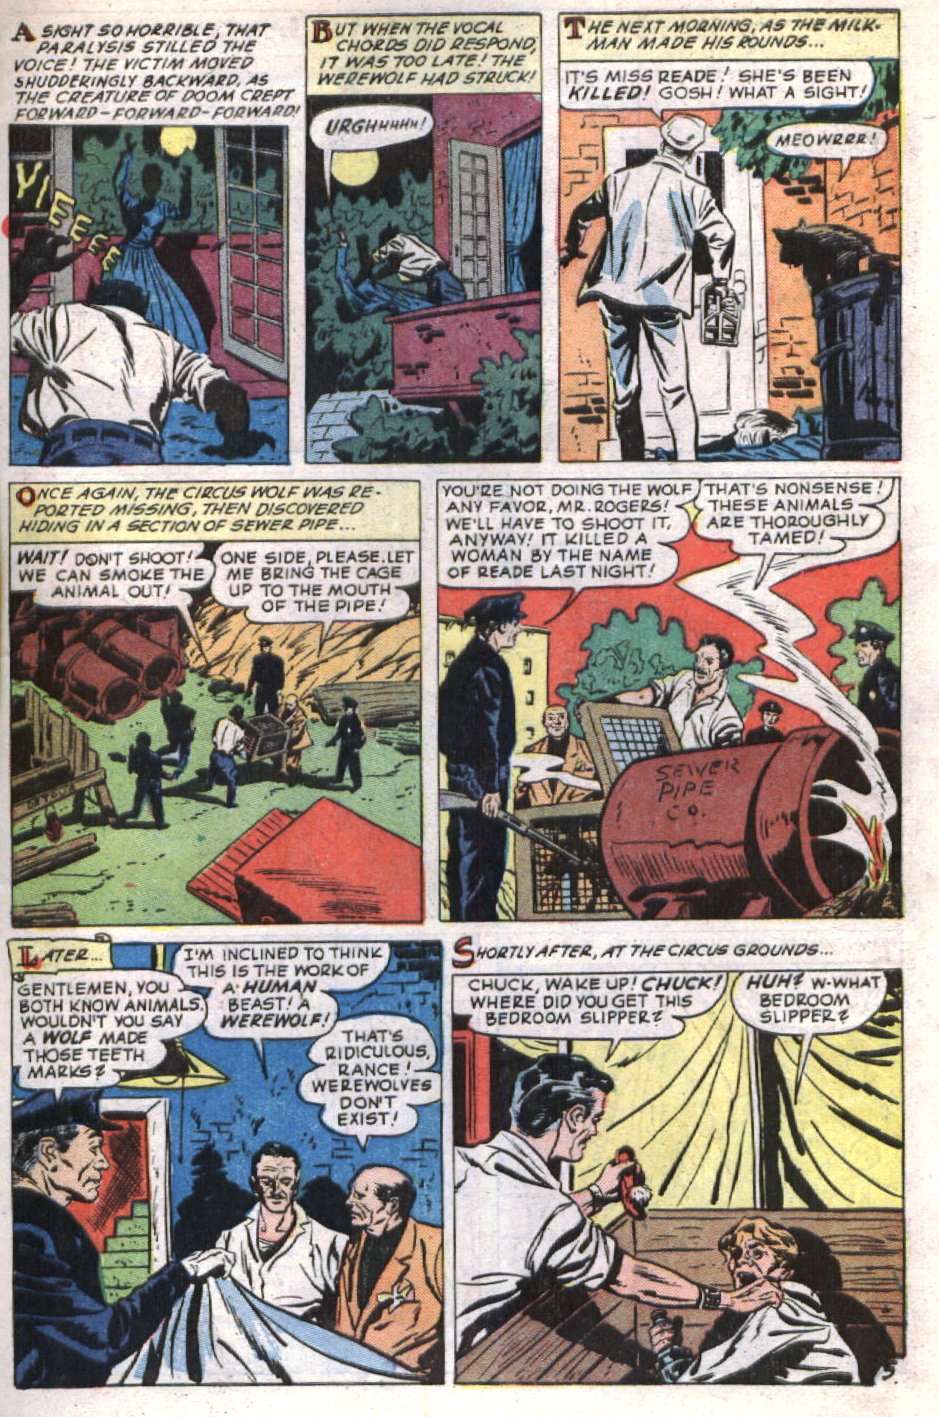 A SIGHT SO HORRIBLE, THAT
PARALYSIS STILLED THE
VOICE! THE VICTIM MOVED
SHUDDERINGLY BACKWARD, AS
THE CREATURE OF DOOM CREPT
FORWARD-FORWARD-FORWARD!
YIEEEE
BUT WHEN THE VOCAL
CHORDS DID RESPOND,
IT WAS TOO LATE! THE
WEREWOLF HAD STRUCK!
URGHHHHH!
THE NEXT MORNING, AS THE MILK-
MAN MADE HIS ROUNDS...
IT'S MISS READE! SHE'S BEEN
KILLED! GOSH! WHAT A SIGHT!
MEOWRRR!
ONCE AGAIN, THE CIRCUS WOLF WAS RE-
PORTED MISSING, THEN DISCOVERED
HIDING IN A SECTION OF SEWER PIPE...
WAIT! DON'T SHOOT!
WE CAN SMOKE THE
ANIMAL OUT!
ONE SIDE, PLEASE. LET
ME BRING THE CAGE
UP TO THE MOUTH
OF THE PIPE!
YOU'RE NOT DOING THE WOLF
ANY FAVOR, MR. ROGERS!
WE'LL HAVE TO SHOOT IT,
ANYWAY! IT KILLED A
WOMAN BY THE NAME
OF READE LAST NIGHT!
THAT'S NONSENSE!
THESE ANIMALS
ARE THOROUGHLY
TAMED!
SEWER
PIPE
CO.
LATER...
GENTLEMEN, YOU
BOTH KNOW ANIMALS.
WOULDN'T YOU SAY
A WOLF MADE
THOSE TEETH
MARKS?
I'M INCLINED TO THINK
THIS IS THE WORK OF
A HUMAN
BEAST! A
WEREWOLF!
THAT'S
RIDICULOUS,
RANCE!
WEREWOLVES
DON'T
EXIST!
SHORTLY AFTER, AT THE CIRCUS GROUNDS...
CHUCK, WAKE UP! CHUCK!
WHERE DID YOU GET THIS
BEDROOM SLIPPER?
HUH? W-WHAT
BEDROOM
SLIPPER?
5